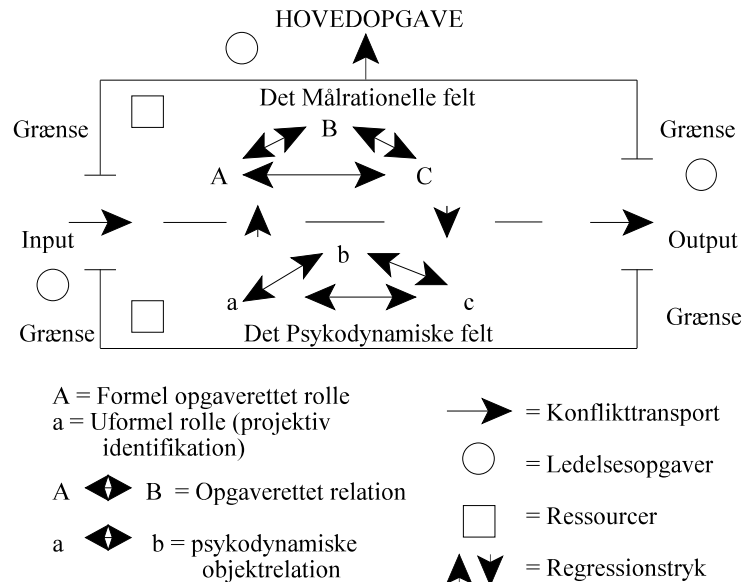 HOVEDOPGAVE
Det Målrationelle felt
Grænse
Grænse
B
A
C
Input
Output
b
a
c
Grænse
Grænse
Det Psykodynamiske felt
A = Formel opgaverettet rolle
a = Uformel rolle (projektiv
identifikation)
A B = Opgaverettet relation
a b = psykodynamiske
objektrelation
= Konflikttransport
= Ledelsesopgaver
= Ressourcer
= Regressionstryk